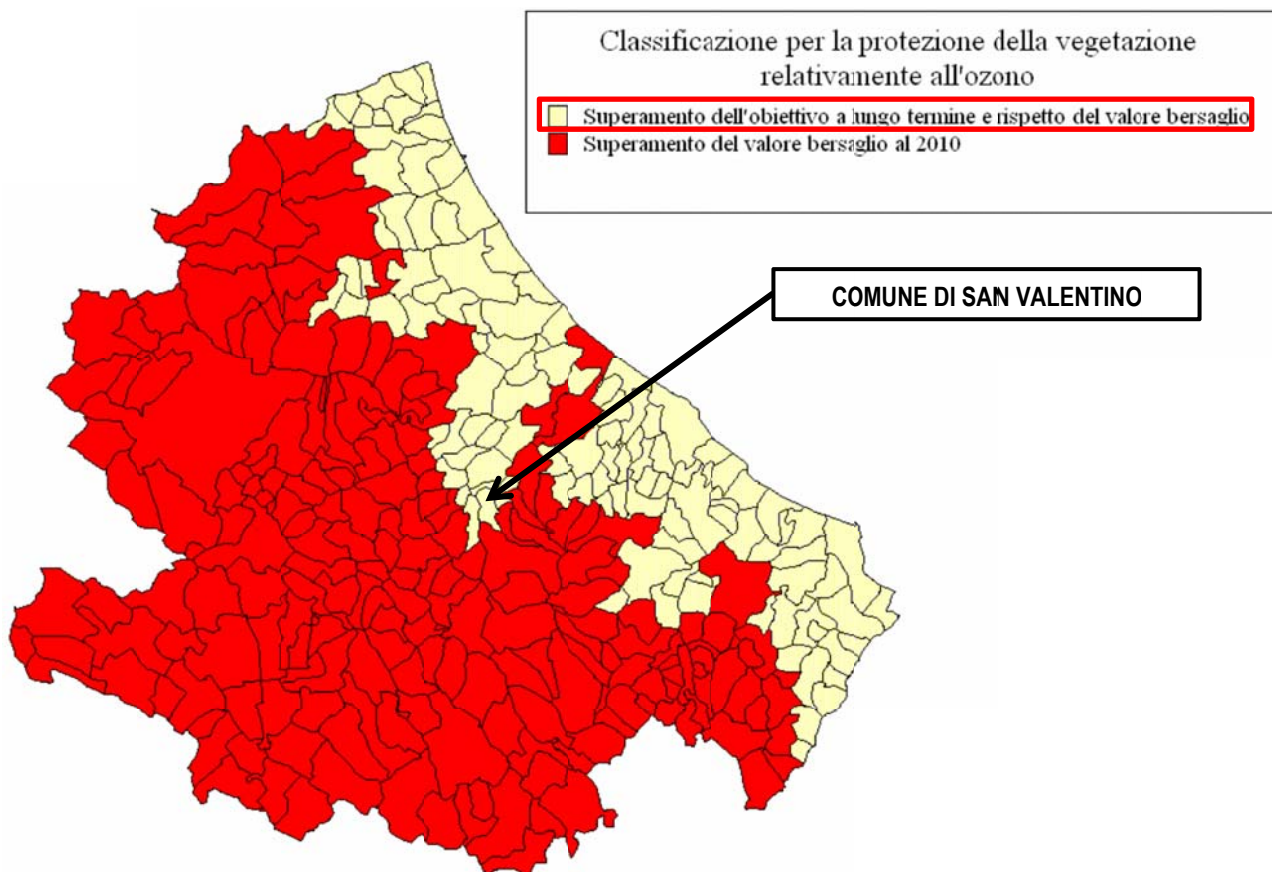 Classificazione per la protezione della vegetazione
relativamente all'ozono
Superamento dell'obiettivo a lungo termine e rispetto del valore bersaglio
Superamento del valore bersaglio al 2010
COMUNE DI SAN VALENTINO